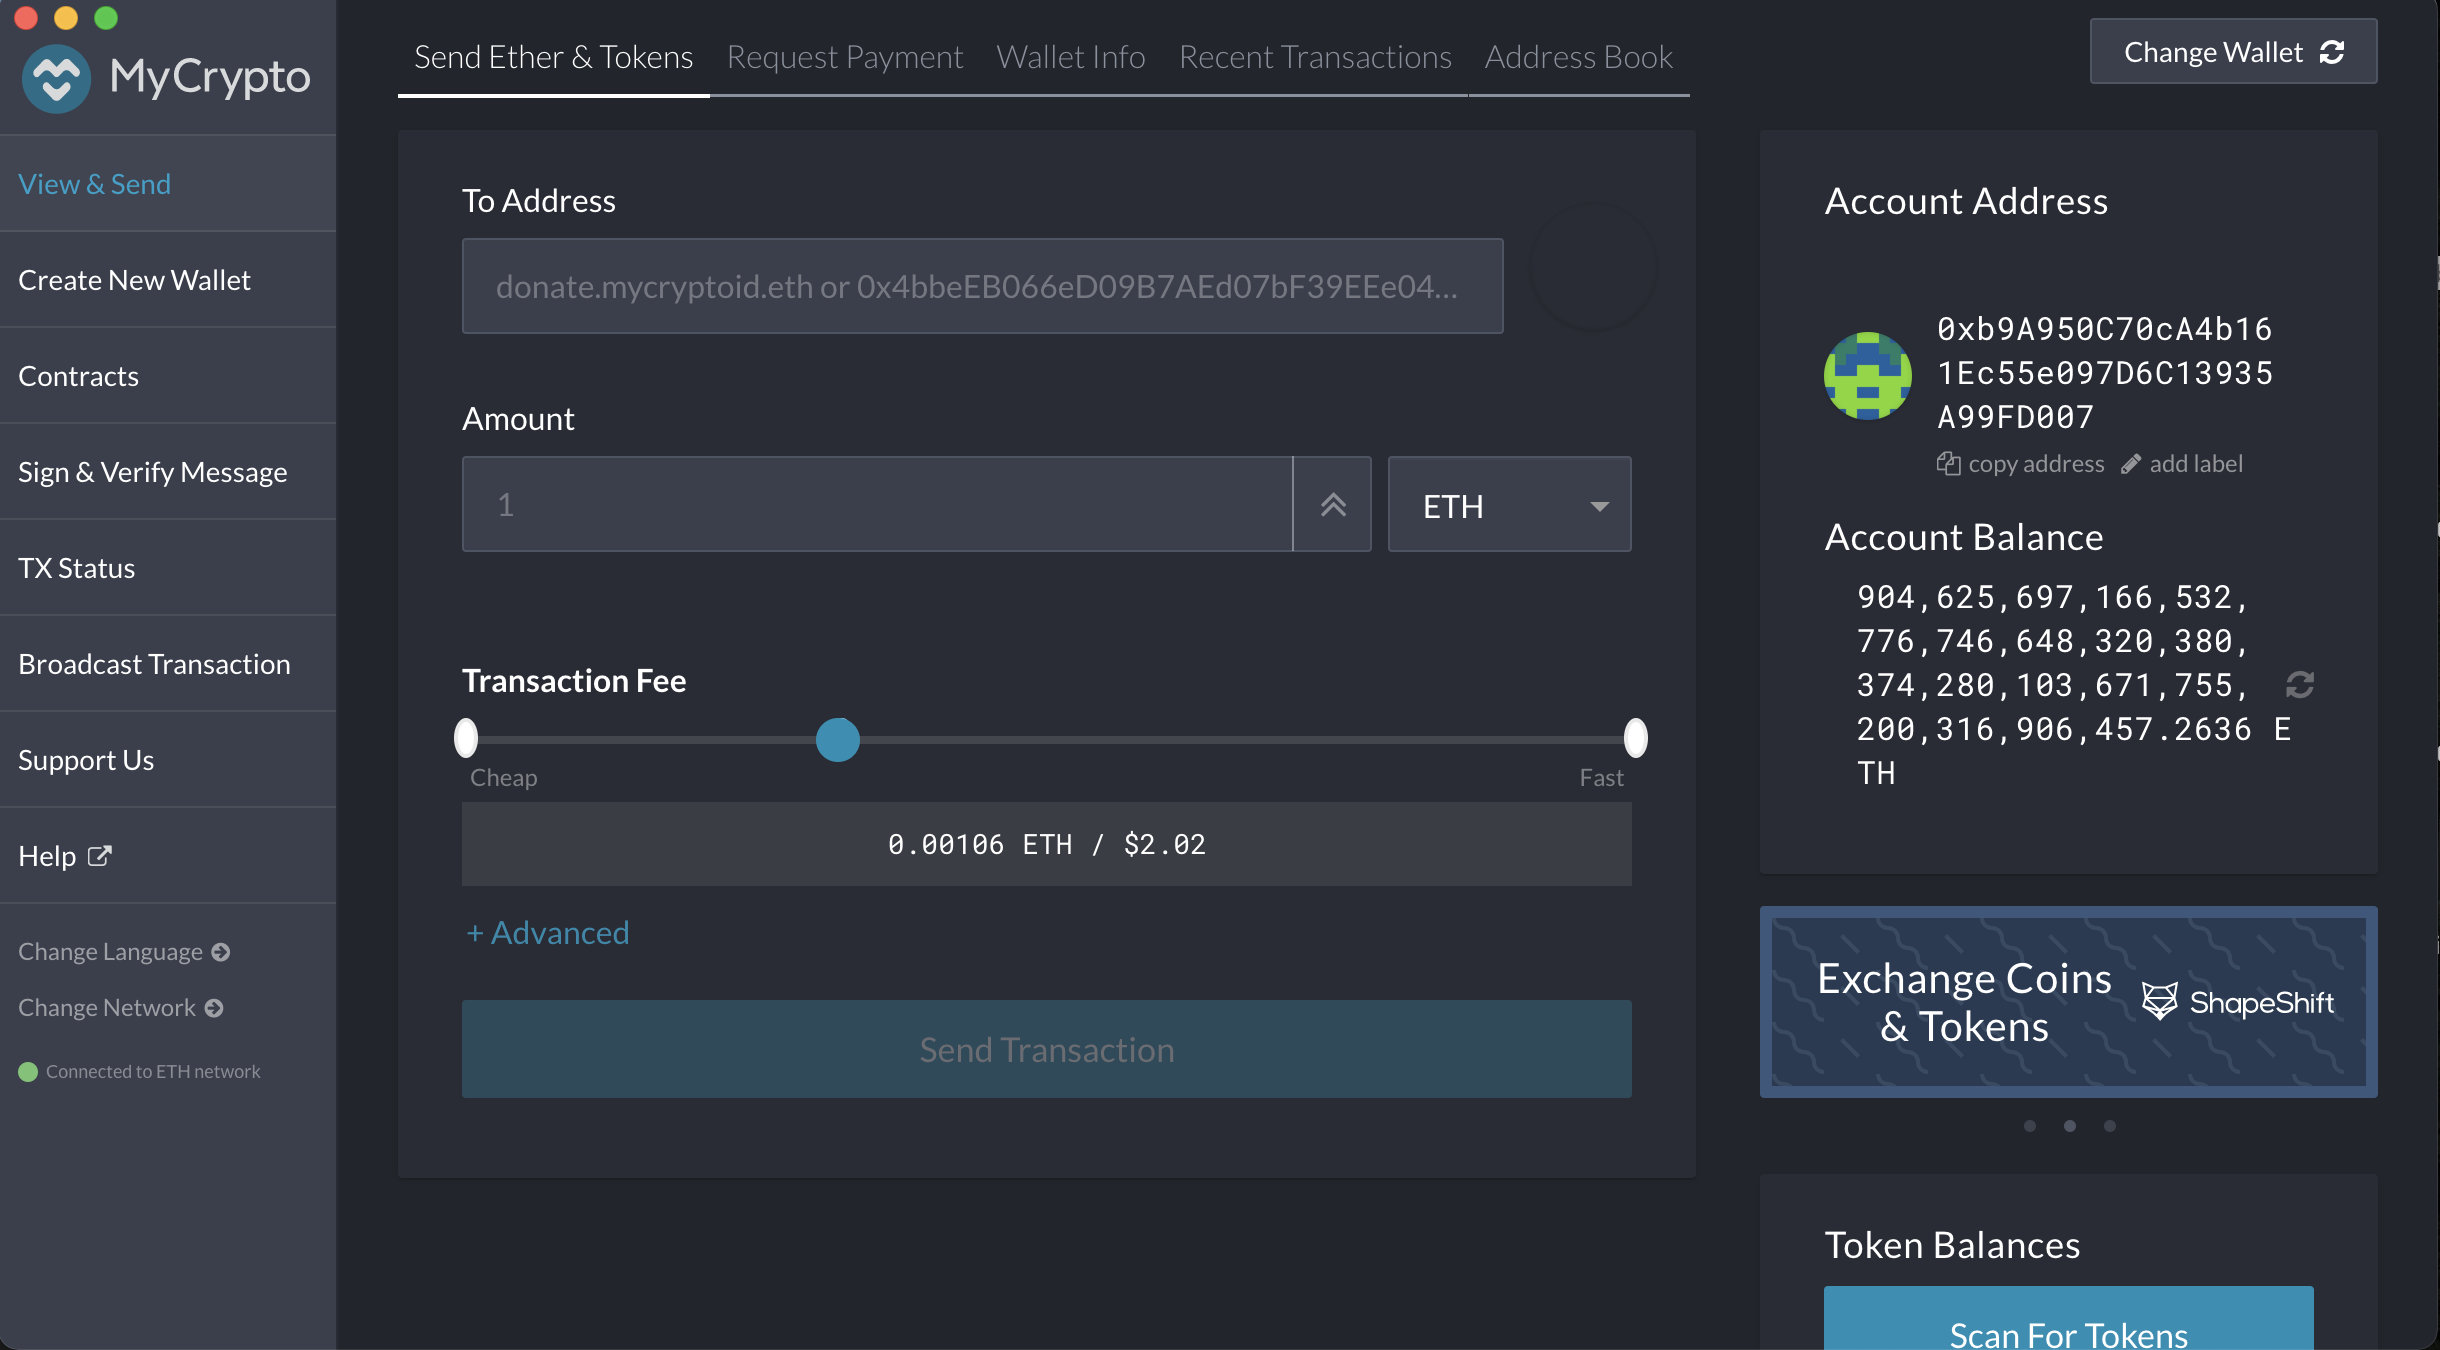 MyCrypto
View & Send
Create New Wallet
Contracts
Sign & Verify Message
TX Status
Broadcast Transaction
Support Us
Help
Change Language
Change Network
Connected to ETH network
Send Ether & Tokens
Request Payment
Wallet Info
Recent Transactions
Address Book
Change Wallet
To Address
donate.mycryptoid.eth or 0x4bbeEB066eD09B7AEd07bF39EEe04...
Amount
1
ETH
Transaction Fee
Cheap
Fast
0.00106 ETH / $2.02
+ Advanced
Send Transaction
Account Address
0xb9A950C70cA4b16
1Ec55e097D6C13935
A99FD007
copy address
add label
Account Balance
904,625,697,166,532,
776,746,648,320,380,
374,280,103,671,755,
200,316,906,457.2636 E
TH
Exchange Coins
& Tokens
ShapeShift
Token Balances
Scan For Tokens